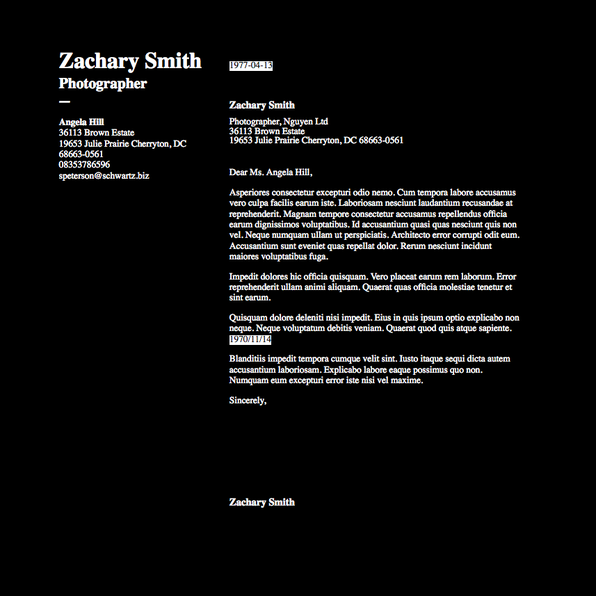 Zachary Smith
Photographer
Angela Hill
36113 Brown Estate
19653 Julie Prairie Cherryton, DC
68663-0561
08353786596
speterson@schwartz.biz
1977-04-13
Zachary Smith
Photographer, Nguyen Ltd
36113 Brown Estate
19653 Julie Prairie Cherryton, DC 68663-0561
Dear Ms. Angela Hill,
Asperiores consectetur excepturi odio nemo. Cum tempora labore accusamus
vero culpa facilis earum iste. Laboriosam nesciunt laudantium recusandae at
reprehenderit. Magnam tempore consectetur accusamus repellendus officia
earum dignissimos voluptatibus. Id accusantium quasi quas nesciunt quis non
vel. Neque numquam ullam ut perspiciatis. Architecto error corrupti odit eum.
Accusantium sunt eveniet quas repellat dolor. Rerum nesciunt incidunt
maiores voluptatibus fuga.
Impedit dolores hic officia quisquam. Vero placeat earum rem laborum. Error
reprehenderit ullam animi aliquam. Quaerat quas officia molestiae tenetur et
sint earum.
Quisquam dolore deleniti nisi impedit. Eius in quis ipsum optio explicabo non
neque. Neque voluptatum debitis veniam. Quaerat quod quis atque sapiente.
1970/11/14
Blanditiis impedit tempora cumque velit sint. Iusto itaque sequi dicta autem
accusantium laboriosam. Explicabo labore eaque possimus quo non.
Numquam eum excepturi error iste nisi vel maxime.
Sincerely,
Zachary Smith